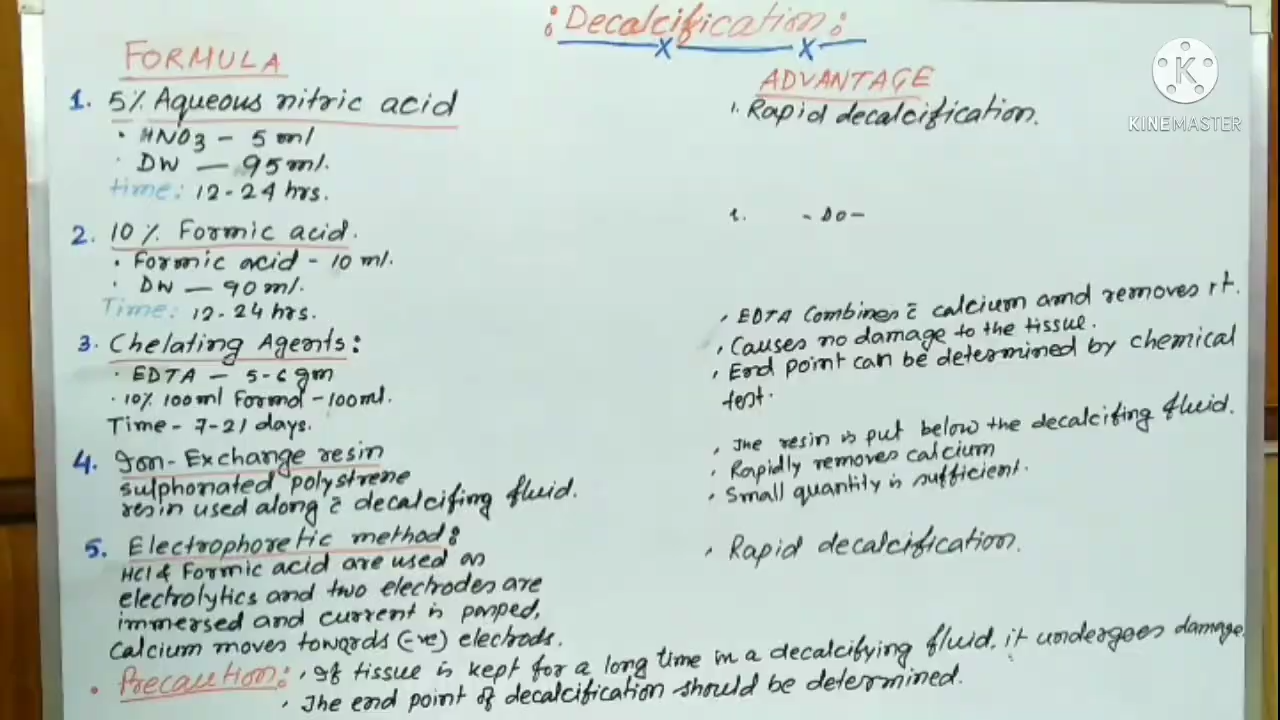 : Decalcification :
FORMULA
1. 5% Aqueous nitric acid
• HNO3 - 5 ml
• DW — 95 ml.
time: 12-24 hrs.
2. 10% Formic acid.
• Formic acid - 10 ml.
• DW — 90 ml.
Time: 12-24 hrs.
3. Chelating Agents:
• EDTA — 5-6 gm
• 10% 100ml Formol - 100ml.
Time - 7-21 days.
4. Ion-Exchange resin
sulphonated polystrene
resin used along c̄ decalcifing fluid.
5. Electrophoretic method:
HCl & Formic acid are used as
electrolytics and two electrodes are
immersed and current is pasped,
Calcium moves towards (-ve) electrods.
• Precaution: • If tissue is kept for a long time in a decalcifying fluid, it undergoes damage.
• The end point of decalcification should be determined.
ADVANTAGE
1. Rapid decalcification.
2. -Do-
• EDTA Combines c̄ calcium and removes it.
• Causes no damage to the tissue.
• End point can be determined by chemical
test.
• The resin is put below the decalcifing fluid.
• Rapidly removes calcium
• Small quantity is sufficient.
• Rapid decalcification.
K
KINEMASTER